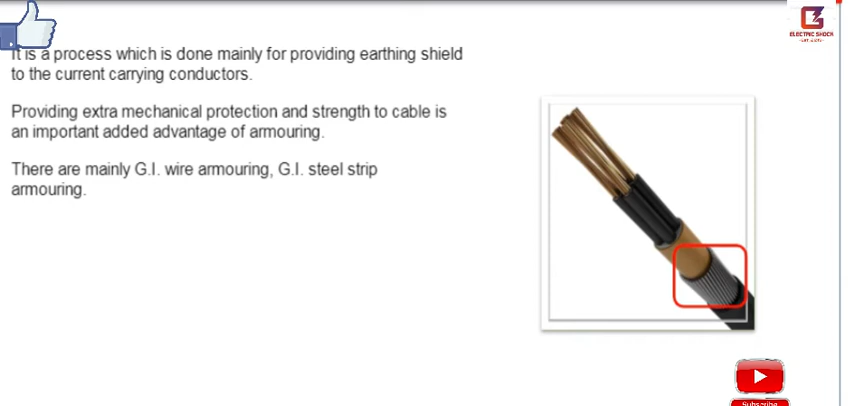 ELECTRIC SHOCK
It is a process which is done mainly for providing earthing shield
to the current carrying conductors.
Providing extra mechanical protection and strength to cable is
an important added advantage of armouring.
There are mainly G.I. wire armouring, G.I. steel strip
armouring.
Subscribe